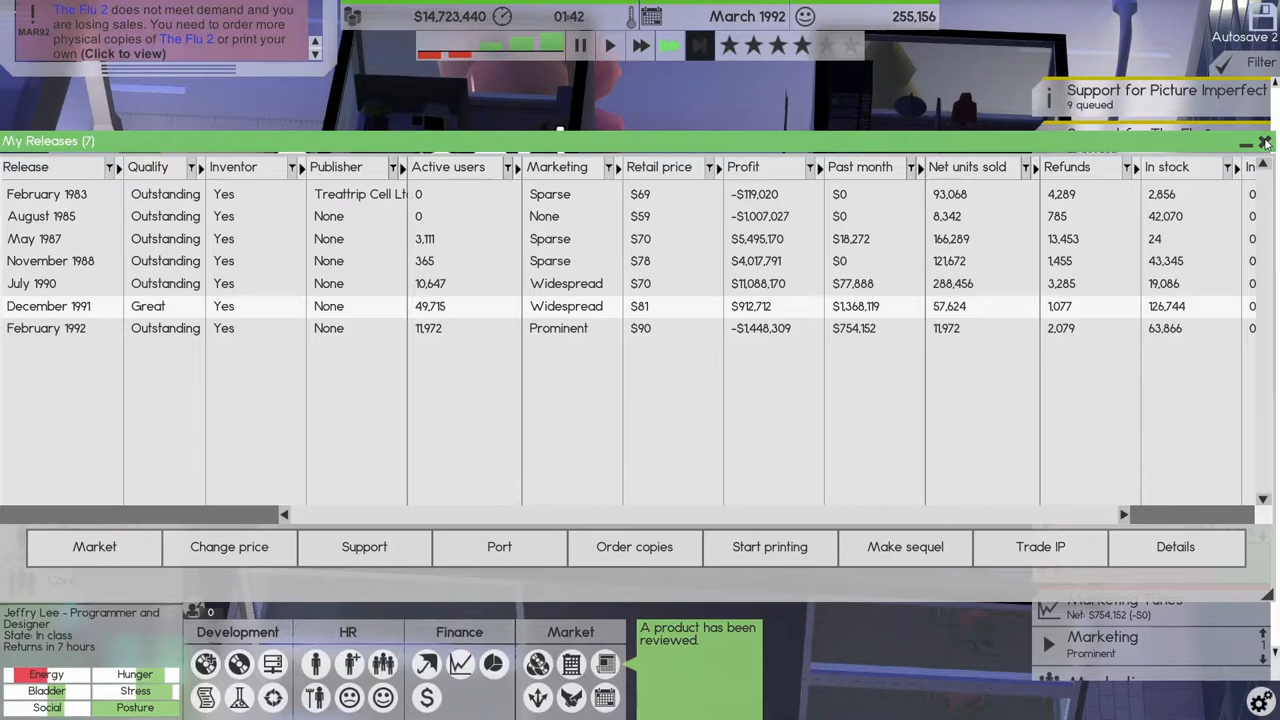 The Flu 2 does not meet demand and you
are losing sales. You need to order more
MAR92
physical copies of The Flu 2 or print your
own (Click to view)
$14,723,440
01:42
March 1992
255,156
Autosave 2
Filter
Support for Picture Imperfect
9 queued
My Releases (7)
Release Quality Inventor Publisher Active users Marketing Retail price Profit Past month Net units sold Refunds In stock In
February 1983 Outstanding Yes Treattrip Cell Ltd 0 Sparse $69 -$119,020 $0 93,068 4,289 2,856 0
August 1985 Outstanding Yes None 0 None $59 -$1,007,027 $0 8,342 785 42,070 0
May 1987 Outstanding Yes None 3,111 Sparse $70 $5,495,170 $18,272 166,289 13,453 24 0
November 1988 Outstanding Yes None 365 Sparse $78 $4,017,791 $0 121,672 1,455 43,345 0
July 1990 Outstanding Yes None 10,647 Widespread $70 $11,088,170 $77,888 288,456 3,285 19,086 0
December 1991 Great Yes None 49,715 Widespread $81 $912,712 $1,368,119 57,624 1,077 126,744 0
February 1992 Outstanding Yes None 11,972 Prominent $90 -$1,448,309 $754,152 11,972 2,079 63,866 0
Market Change price Support Port Order copies Start printing Make sequel Trade IP Details
Jeffry Lee - Programmer and
Designer
State: In class
Returns in 7 hours
Energy Hunger
Bladder Stress
Social Posture
0
Development HR Finance Market
A product has been
reviewed.
Net: $754,152 (-$0)
Marketing
Prominent
1